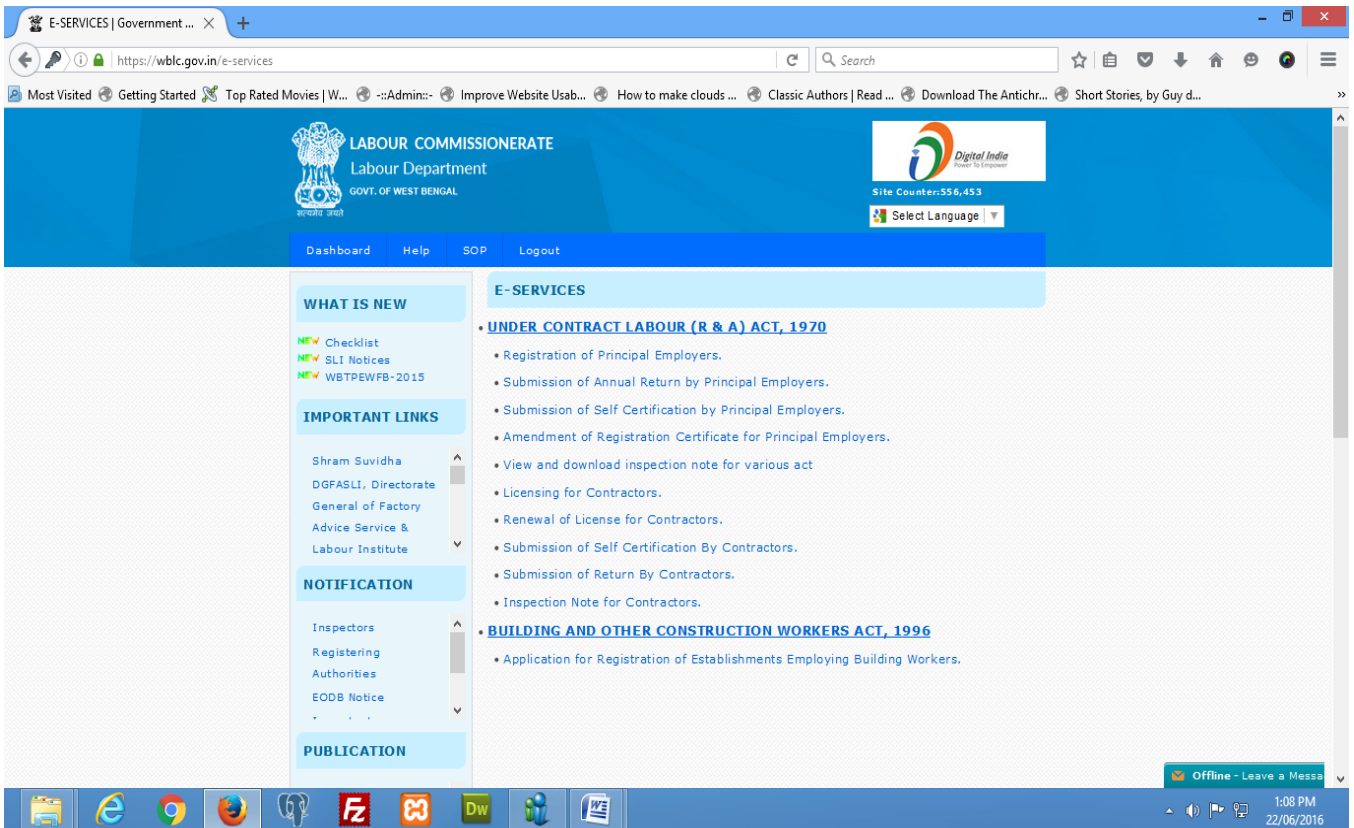 E-SERVICES | Government ...
https://wblc.gov.in/e-services
Search
Most Visited Getting Started Top Rated Movies | W... -::Admin::- Improve Website Usab... How to make clouds ... Classic Authors | Read ... Download The Antichr... Short Stories, by Guy d... »
LABOUR COMMISSIONERATE
Labour Department
GOVT. OF WEST BENGAL
सत्यमेव जयते
Digital India
Power To Empower
Site Counter:556,453
Select Language
Dashboard Help SOP Logout
WHAT IS NEW
NEW Checklist
NEW SLI Notices
NEW WBTPEWFB-2015
IMPORTANT LINKS
Shram Suvidha
DGFASLI, Directorate
General of Factory
Advice Service &
Labour Institute
NOTIFICATION
Inspectors
Registering
Authorities
EODB Notice
PUBLICATION
E-SERVICES
• UNDER CONTRACT LABOUR (R & A) ACT, 1970
• Registration of Principal Employers.
• Submission of Annual Return by Principal Employers.
• Submission of Self Certification by Principal Employers.
• Amendment of Registration Certificate for Principal Employers.
• View and download inspection note for various act
• Licensing for Contractors.
• Renewal of License for Contractors.
• Submission of Self Certification By Contractors.
• Submission of Return By Contractors.
• Inspection Note for Contractors.
• BUILDING AND OTHER CONSTRUCTION WORKERS ACT, 1996
• Application for Registration of Establishments Employing Building Workers.
Offline - Leave a Messa
Dw
1:08 PM
22/06/2016